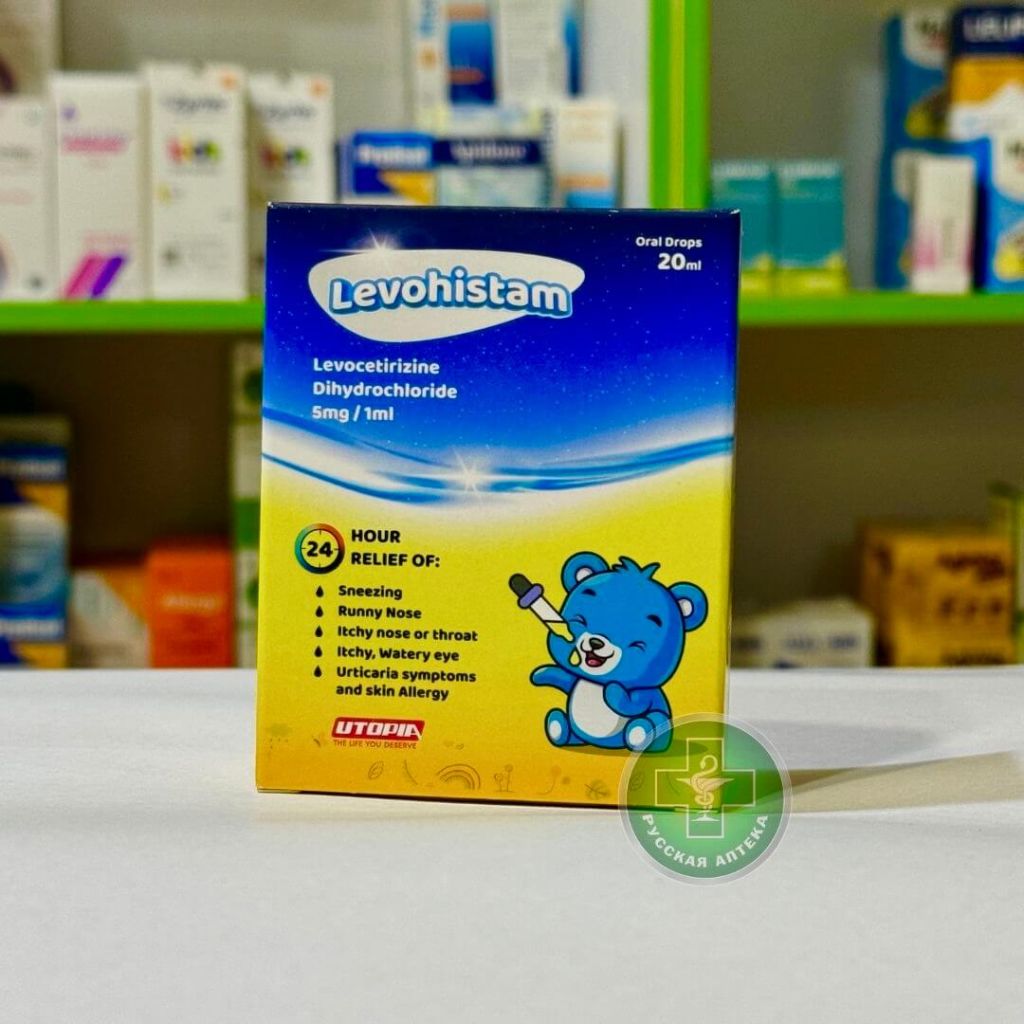 Oral Drops
20ml
Levohistam
Levocetirizine
Dihydrochloride
5mg / 1ml
24
HOUR
RELIEF OF:
Sneezing
Runny Nose
Itchy nose or throat
Itchy, Watery eye
Urticaria symptoms
and skin Allergy
UTOPIA
THE LIFE YOU DESERVE
РУССКАЯ АПТЕКА